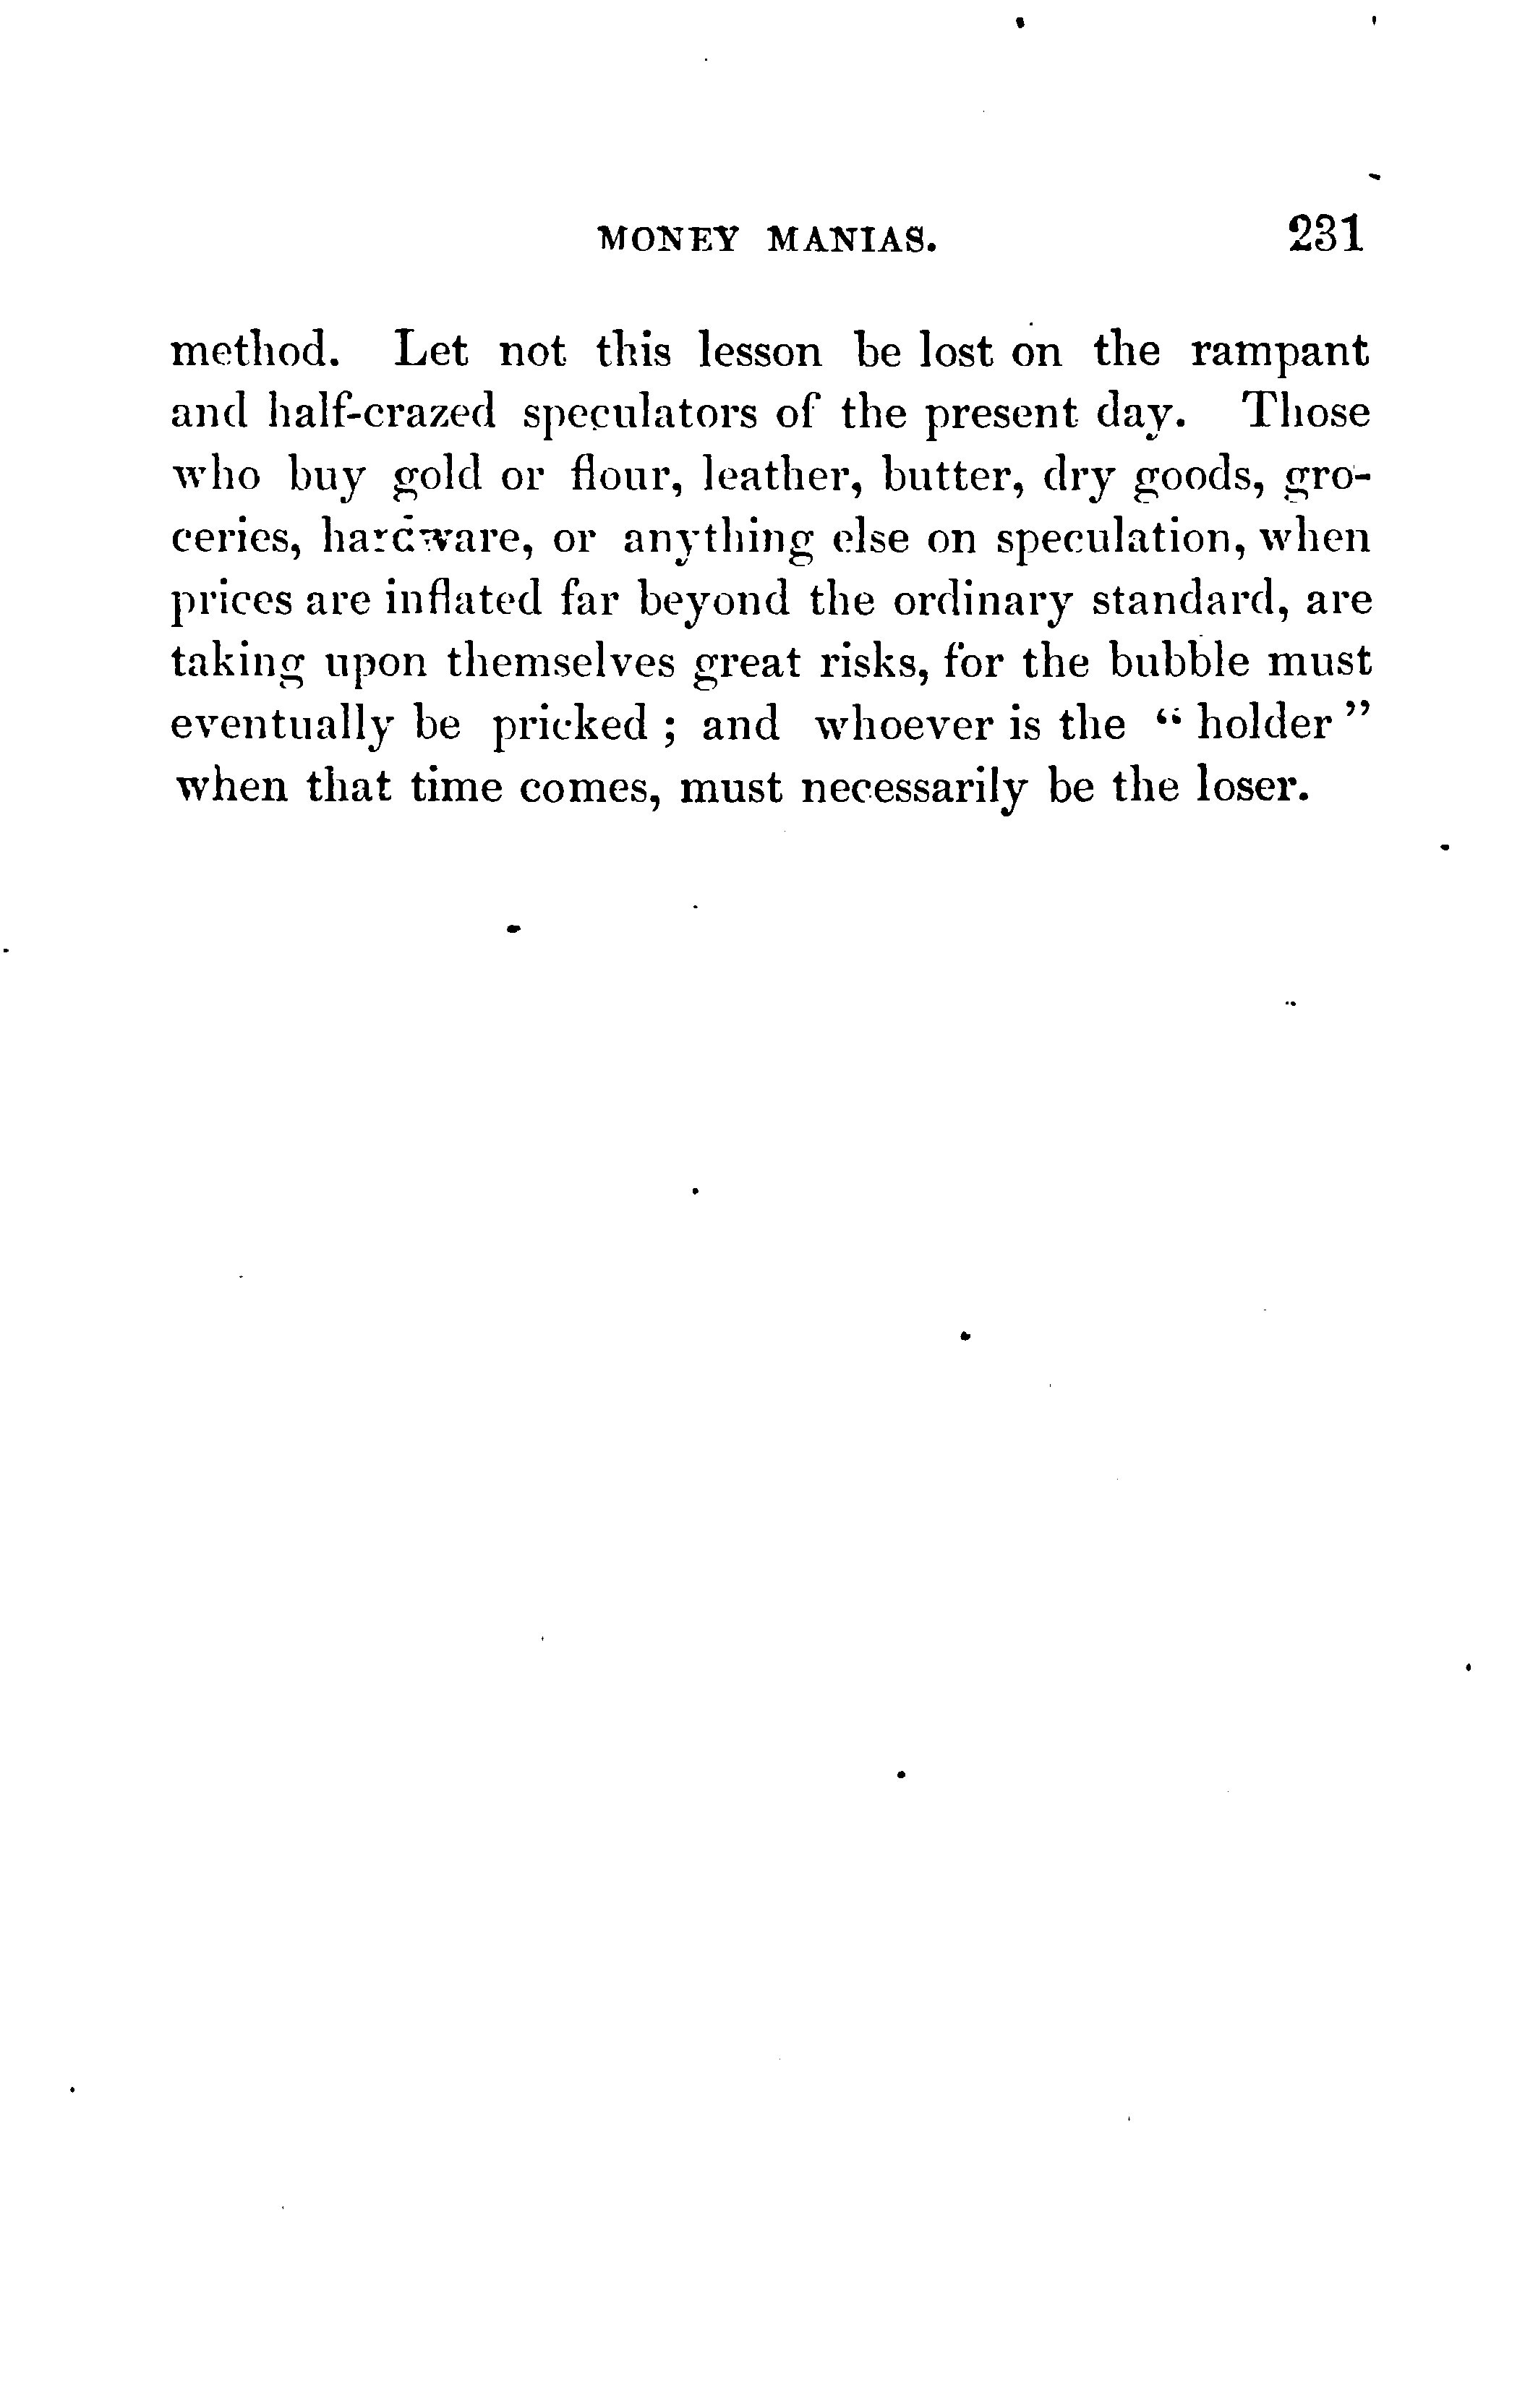 MONEY MANIAS. 231
method. Let not this lesson be lost on the rampant
and half-crazed speculators of the present day. Those
who buy gold or flour, leather, butter, dry goods, gro-
ceries, hardware, or anything else on speculation, when
prices are inflated far beyond the ordinary standard, are
taking upon themselves great risks, for the bubble must
eventually be pricked ; and whoever is the “ holder ”
when that time comes, must necessarily be the loser.